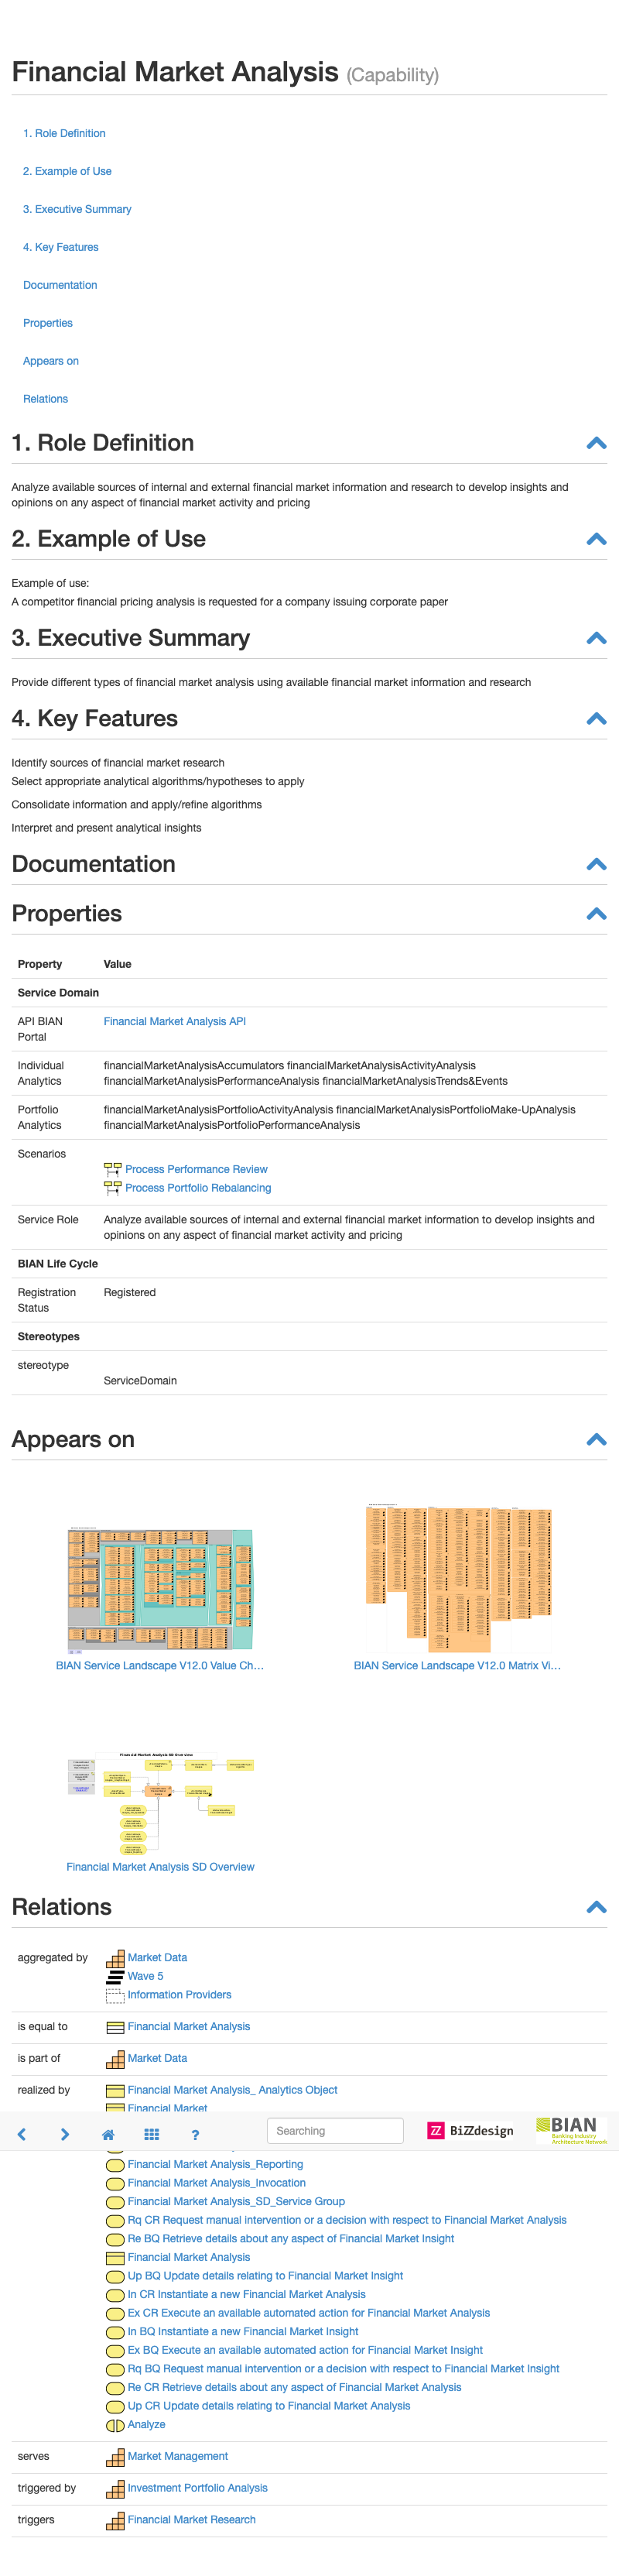 Financial Market Analysis (Capability)
1. Role Definition
2. Example of Use
3. Executive Summary
4. Key Features
Documentation
Properties
Appears on
Relations
1. Role Definition
Analyze available sources of internal and external financial market information and research to develop insights and
opinions on any aspect of financial market activity and pricing
2. Example of Use
Example of use:
A competitor financial pricing analysis is requested for a company issuing corporate paper
3. Executive Summary
Provide different types of financial market analysis using available financial market information and research
4. Key Features
Identify sources of financial market research
Select appropriate analytical algorithms/hypotheses to apply
Consolidate information and apply/refine algorithms
Interpret and present analytical insights
Documentation
Properties
Property Value
Service Domain
API BIAN Financial Market Analysis API
Portal
Individual financialMarketAnalysisAccumulators financialMarketAnalysisActivityAnalysis
Analytics financialMarketAnalysisPerformanceAnalysis financialMarketAnalysisTrends&Events
Portfolio financialMarketAnalysisPortfolioActivityAnalysis financialMarketAnalysisPortfolioMake-UpAnalysis
Analytics financialMarketAnalysisPortfolioPerformanceAnalysis
Scenarios
Process Performance Review
Process Portfolio Rebalancing
Service Role Analyze available sources of internal and external financial market information to develop insights and
opinions on any aspect of financial market activity and pricing
BIAN Life Cycle
Registration Registered
Status
Stereotypes
stereotype
ServiceDomain
Appears on
BIAN Service Landscape V12.0 Value Ch...
BIAN Service Landscape V12.0 Matrix Vi...
Financial Market Analysis SD Overview
Financial Market Analysis SD Overview
Relations
aggregated by Market Data
Wave 5
Information Providers
is equal to Financial Market Analysis
is part of Market Data
realized by Financial Market Analysis_ Analytics Object
Financial Market
? Searching BiZZdesign BIAN
Banking Industry
Architecture Network
Financial Market Analysis_Reporting
Financial Market Analysis_Invocation
Financial Market Analysis_SD_Service Group
Rq CR Request manual intervention or a decision with respect to Financial Market Analysis
Re BQ Retrieve details about any aspect of Financial Market Insight
Financial Market Analysis
Up BQ Update details relating to Financial Market Insight
In CR Instantiate a new Financial Market Analysis
Ex CR Execute an available automated action for Financial Market Analysis
In BQ Instantiate a new Financial Market Insight
Ex BQ Execute an available automated action for Financial Market Insight
Rq BQ Request manual intervention or a decision with respect to Financial Market Insight
Re CR Retrieve details about any aspect of Financial Market Analysis
Up CR Update details relating to Financial Market Analysis
Analyze
serves Market Management
triggered by Investment Portfolio Analysis
triggers Financial Market Research